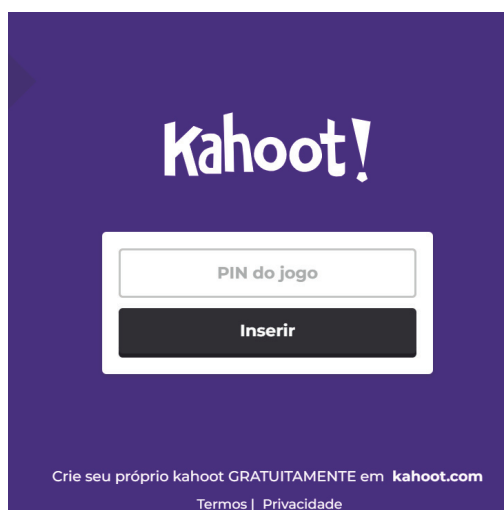 Kahoot!
PIN do jogo
Inserir
Crie seu próprio kahoot GRATUITAMENTE em kahoot.com
Termos | Privacidade